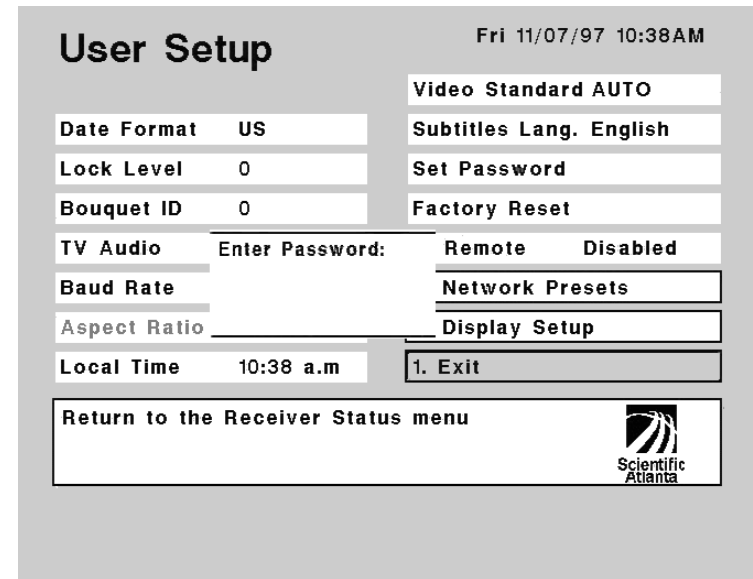 User Setup
Fri 11/07/97 10:38AM
Video Standard AUTO
Date Format US
Subtitles Lang. English
Lock Level 0
Set Password
Bouquet ID 0
Factory Reset
TV Audio
Enter Password:
Remote Disabled
Baud Rate
Network Presets
Aspect Ratio
Display Setup
Local Time 10:38 a.m
1. Exit
Return to the Receiver Status menu
Scientific
Atlanta